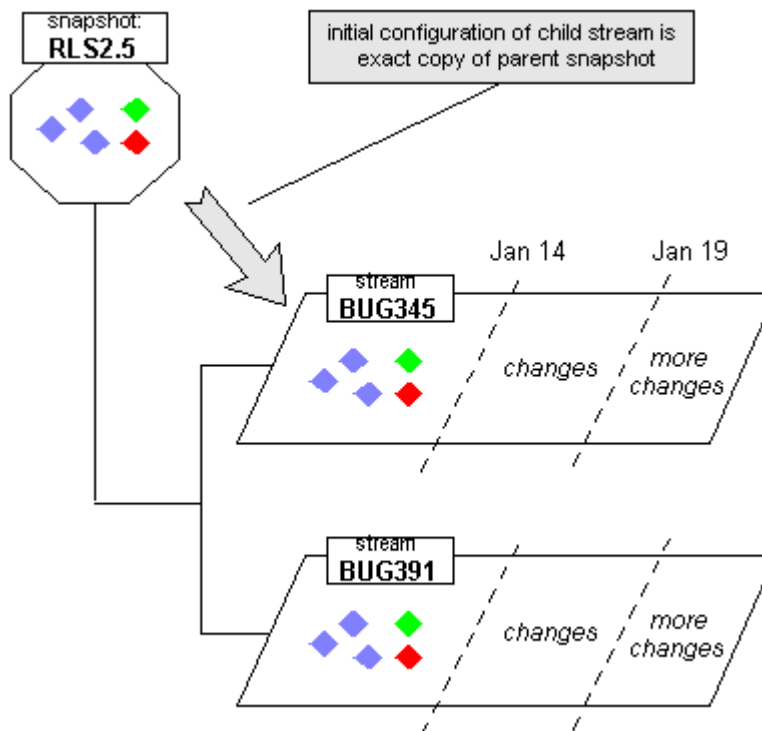 snapshot:
RLS2.5
initial configuration of child stream is
exact copy of parent snapshot
Jan 14
Jan 19
stream
BUG345
changes
more
changes
stream
BUG391
changes
more
changes